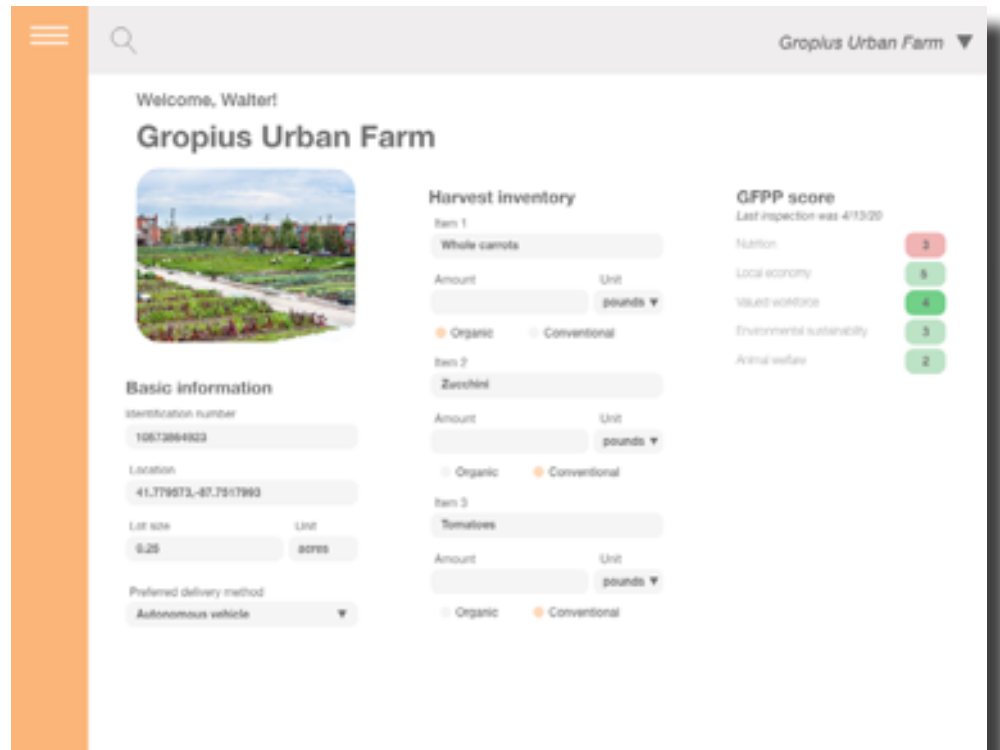 Gropius Urban Farm ▼
Welcome, Walter!
Gropius Urban Farm
Basic information
Identification number
10573864923
Location
41.779573,-87.7517993
Lot size Unit
0.25 acres
Preferred delivery method
Autonomous vehicle ▼
Harvest inventory
Item 1
Whole carrots
Amount Unit
pounds ▼
Organic Conventional
Item 2
Zucchini
Amount Unit
pounds ▼
Organic Conventional
Item 3
Tomatoes
Amount Unit
pounds ▼
Organic Conventional
GFPP score
Last inspection was 4/13/20
Nutrition 3
Local economy 5
Valued workforce 4
Environmental sustainability 3
Animal welfare 2